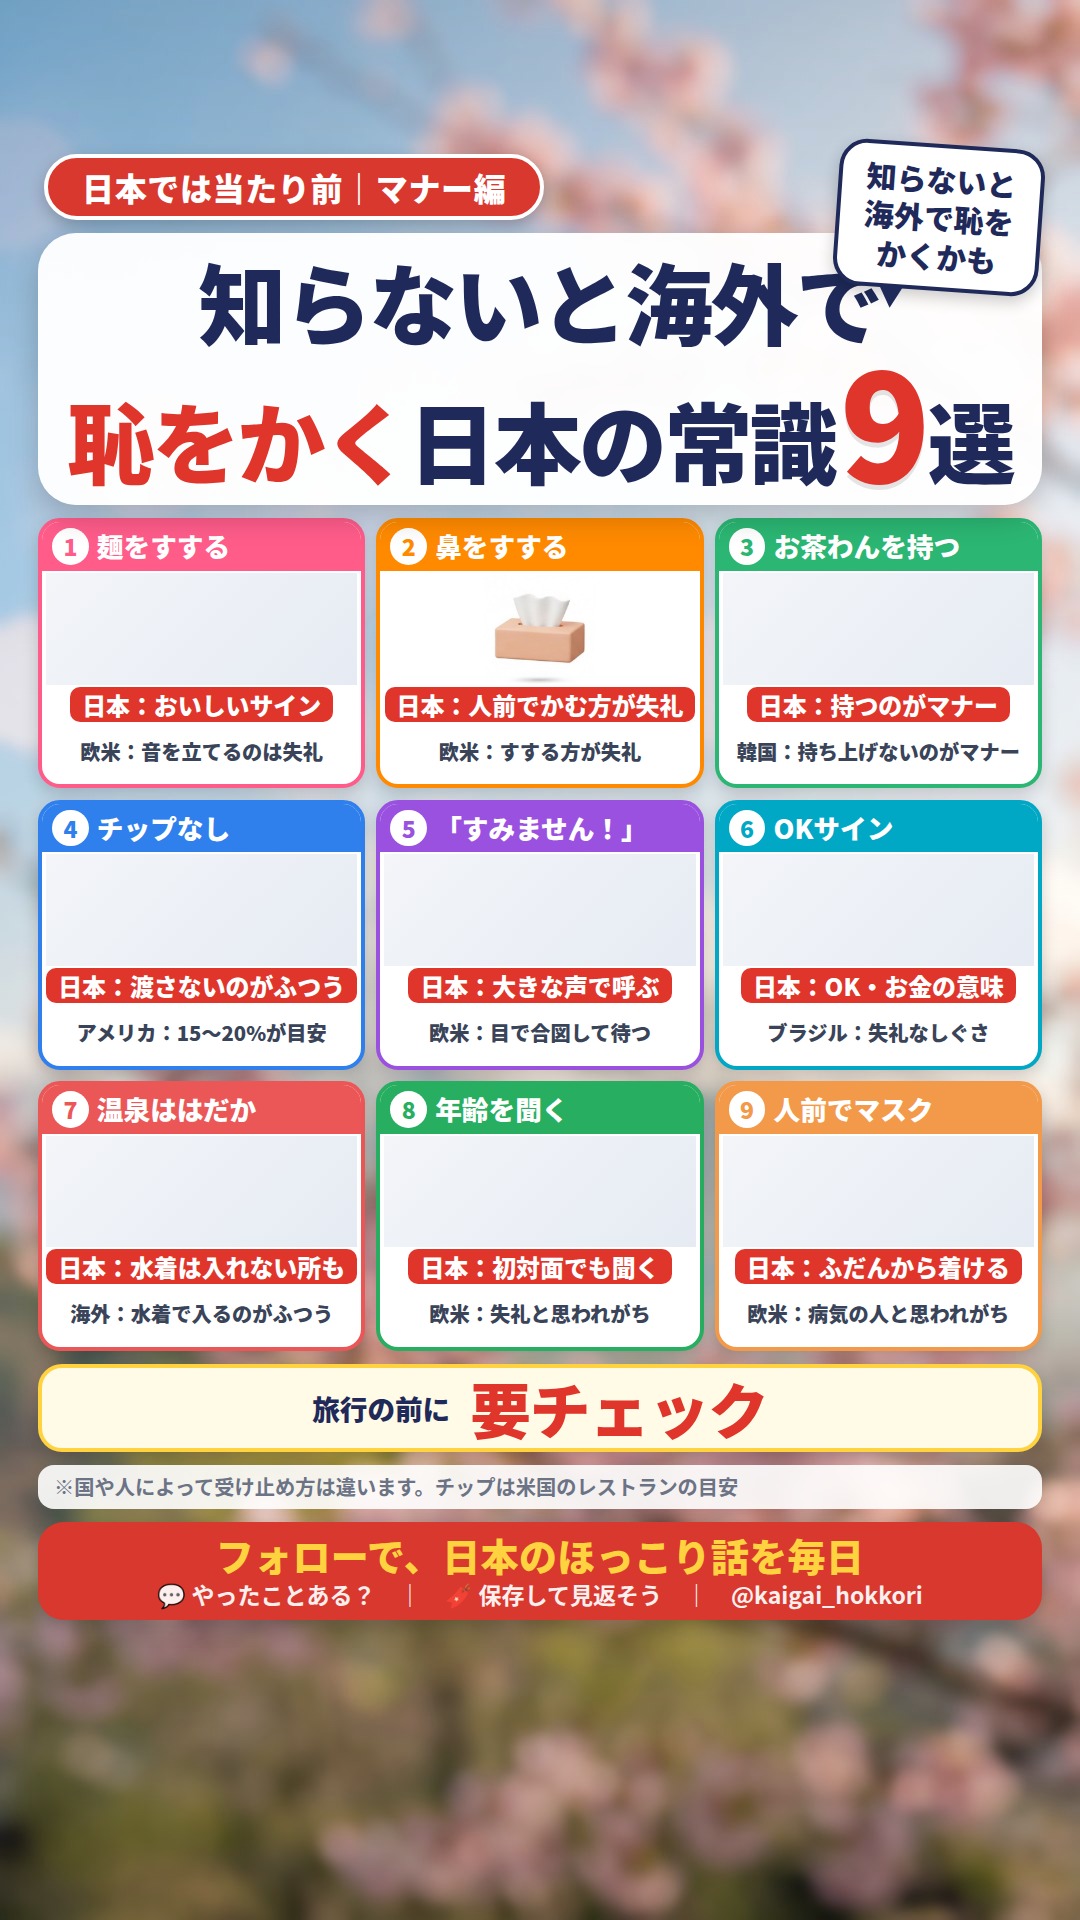 日本では当たり前｜マナー編
知らないと
海外で恥を
かくかも
知らないと海外で
恥をかく日本の常識9選
1 麺をすする
日本：おいしいサイン
欧米：音を立てるのは失礼
2 鼻をすする
日本：人前でかむ方が失礼
欧米：すする方が失礼
3 お茶わんを持つ
日本：持つのがマナー
韓国：持ち上げないのがマナー
4 チップなし
日本：渡さないのがふつう
アメリカ：15〜20%が目安
5 「すみません！」
日本：大きな声で呼ぶ
欧米：目で合図して待つ
6 OKサイン
日本：OK・お金の意味
ブラジル：失礼なしぐさ
7 温泉ははだか
日本：水着は入れない所も
海外：水着で入るのがふつう
8 年齢を聞く
日本：初対面でも聞く
欧米：失礼と思われがち
9 人前でマスク
日本：ふだんから着ける
欧米：病気の人と思われがち
旅行の前に 要チェック
※国や人によって受け止め方は違います。チップは米国のレストランの目安
フォローで、日本のほっこり話を毎日
💬 やったことある？ ｜ 🔖 保存して見返そう ｜ @kaigai_hokkori